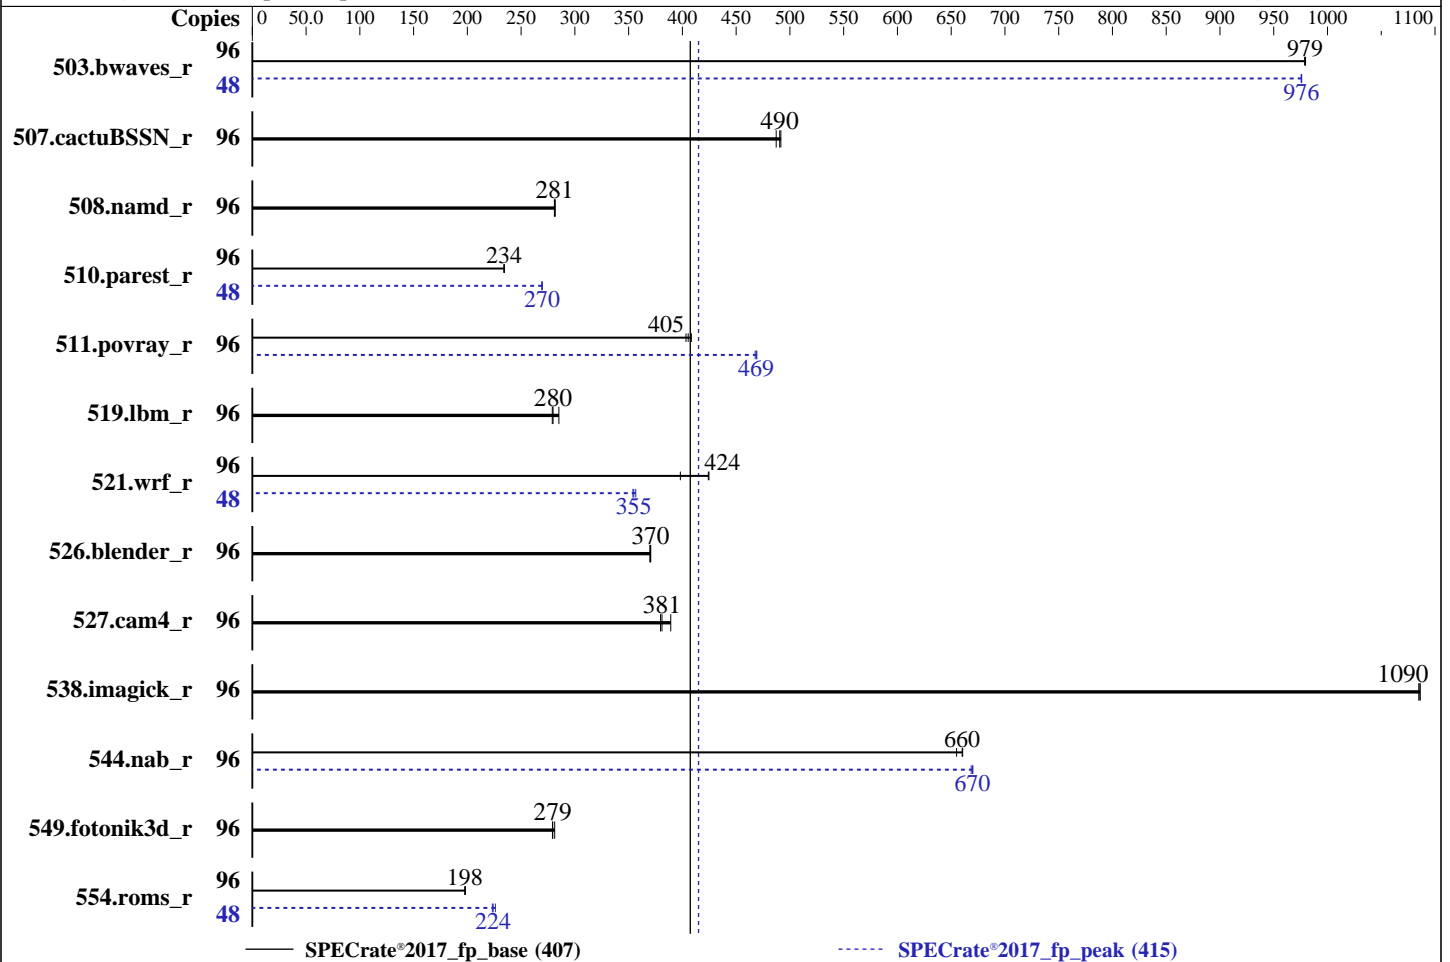 Copies 0 50.0 100 150 200 250 300 350 400 450 500 550 600 650 700 750 800 850 900 950 1000 1100
503.bwaves_r 96 979
48 976
507.cactuBSSN_r 96 490
508.namd_r 96 281
510.parest_r 96 234
48 270
511.povray_r 96 405
469
519.lbm_r 96 280
521.wrf_r 96 424
48 355
526.blender_r 96 370
527.cam4_r 96 381
538.imagick_r 96 1090
544.nab_r 96 660
670
549.fotonik3d_r 96 279
554.roms_r 96 198
48 224
SPECrate®2017_fp_base (407) SPECrate®2017_fp_peak (415)